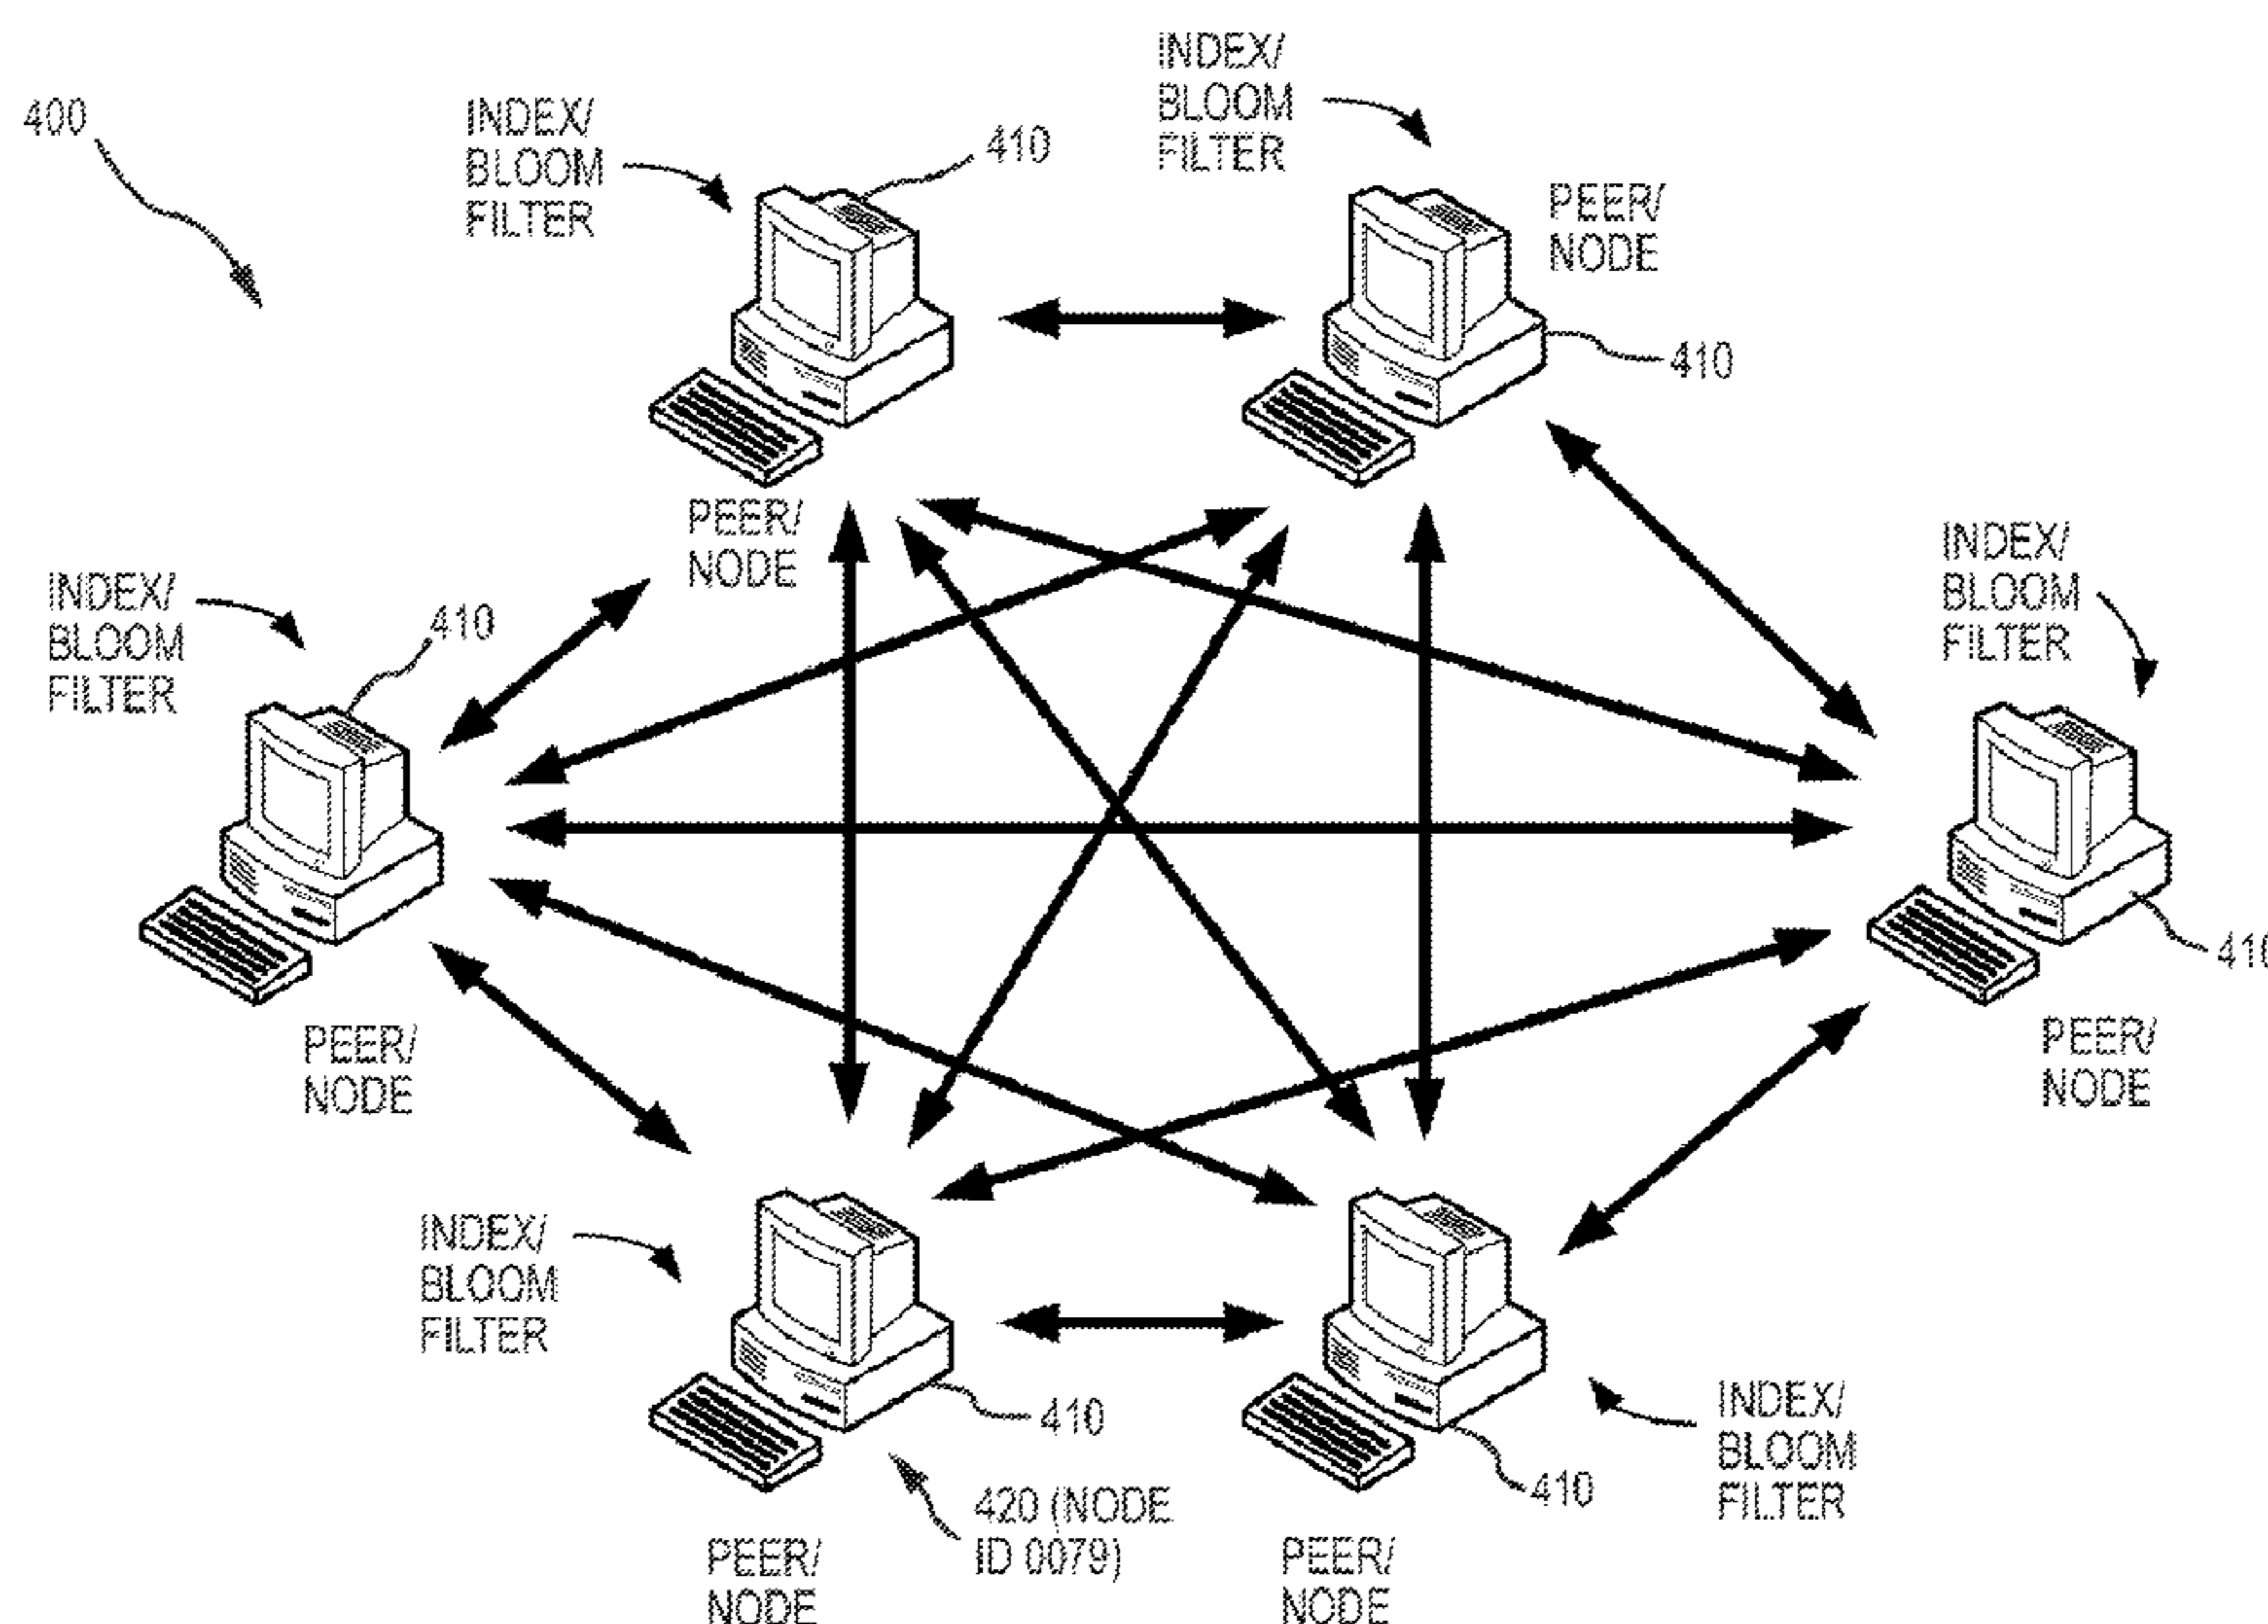 400
INDEX/
BLOOM
FILTER
410
INDEX/
BLOOM
FILTER
PEER/
NODE
410
PEER/
NODE
INDEX/
BLOOM
FILTER
410
INDEX/
BLOOM
FILTER
410
PEER/
NODE
PEER/
NODE
INDEX/
BLOOM
FILTER
410
420 (NODE
ID 0079)
PEER/
NODE
410
INDEX/
BLOOM
FILTER
PEER/
NODE